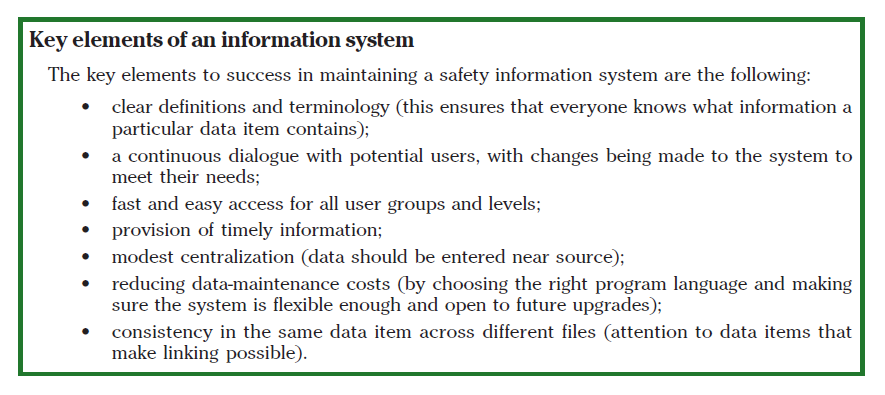 Key elements of an information system
The key elements to success in maintaining a safety information system are the following:
• clear definitions and terminology (this ensures that everyone knows what information a
particular data item contains);
• a continuous dialogue with potential users, with changes being made to the system to
meet their needs;
• fast and easy access for all user groups and levels;
• provision of timely information;
• modest centralization (data should be entered near source);
• reducing data-maintenance costs (by choosing the right program language and making
sure the system is flexible enough and open to future upgrades);
• consistency in the same data item across different files (attention to data items that
make linking possible).